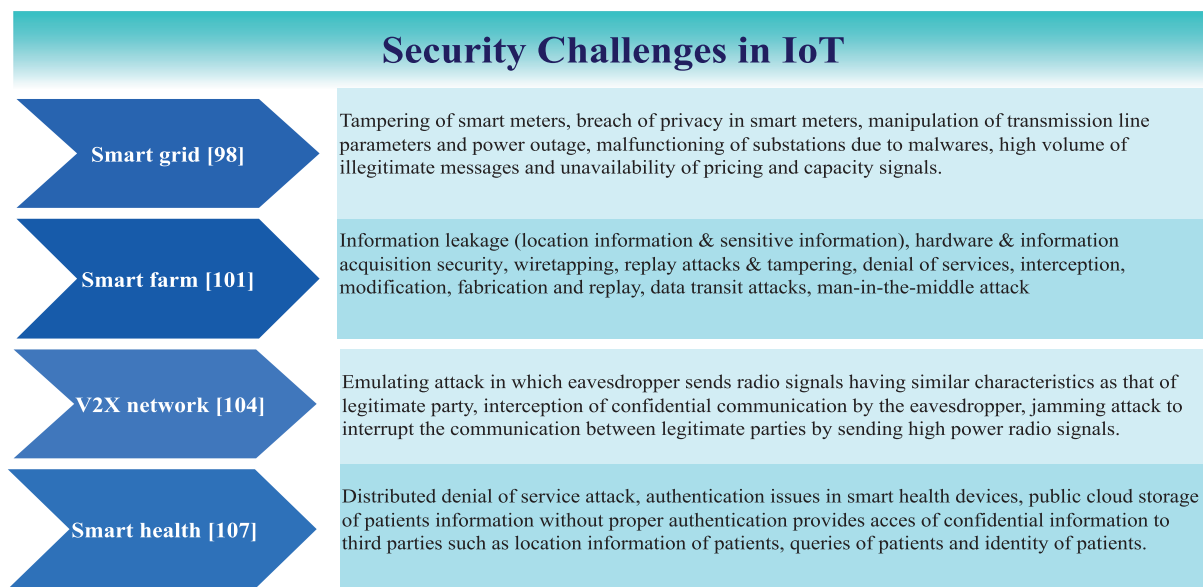 Security Challenges in IoT
Smart grid [98]
Tampering of smart meters, breach of privacy in smart meters, manipulation of transmission line
parameters and power outage, malfunctioning of substations due to malwares, high volume of
illegitimate messages and unavailability of pricing and capacity signals.
Smart farm [101]
Information leakage (location information & sensitive information), hardware & information
acquisition security, wiretapping, replay attacks & tampering, denial of services, interception,
modification, fabrication and replay, data transit attacks, man-in-the-middle attack
V2X network [104]
Emulating attack in which eavesdropper sends radio signals having similar characteristics as that of
legitimate party, interception of confidential communication by the eavesdropper, jamming attack to
interrupt the communication between legitimate parties by sending high power radio signals.
Smart health [107]
Distributed denial of service attack, authentication issues in smart health devices, public cloud storage
of patients information without proper authentication provides acces of confidential information to
third parties such as location information of patients, queries of patients and identity of patients.